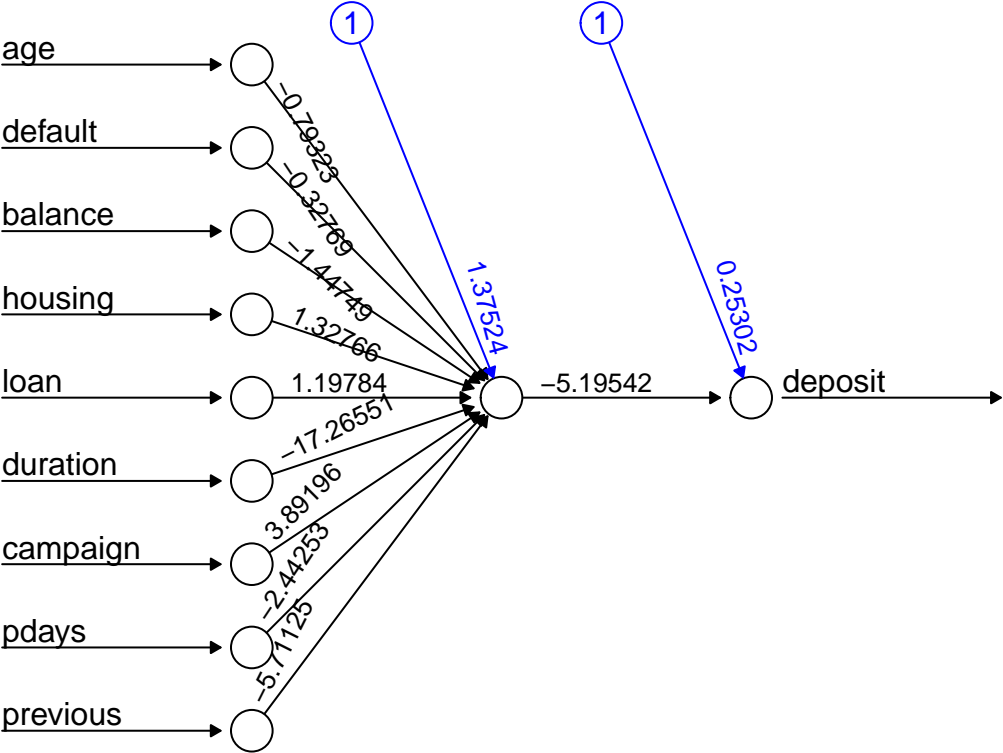 1
1
age
−0.79323
default
−0.32769
balance
−1.44749
housing
1.32766
1.37524
0.25302
loan
1.19784
−5.19542
deposit
−17.26551
duration
3.89196
campaign
−2.44253
pdays
−5.71125
previous